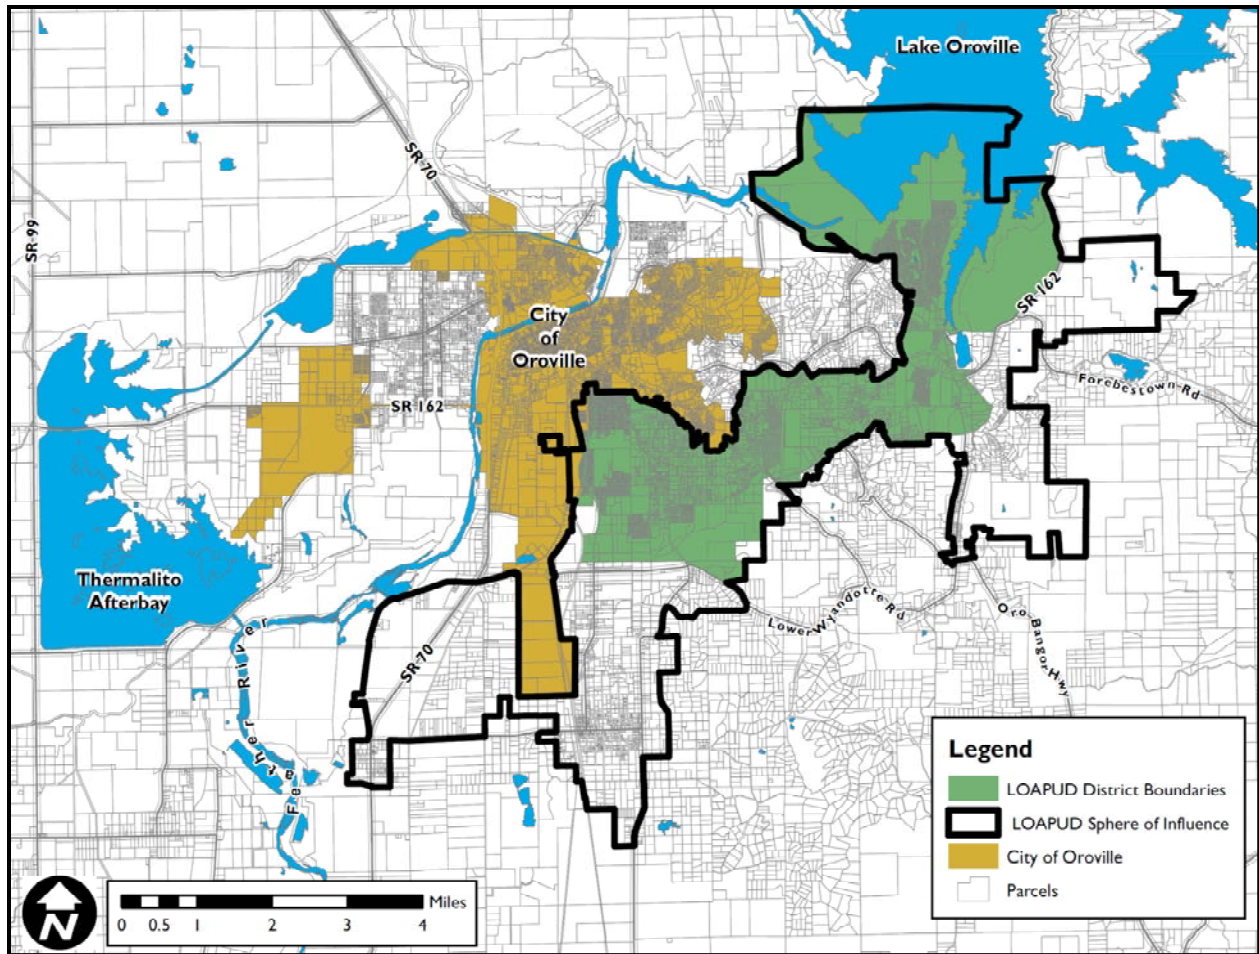 Lake Oroville
SR-70
SR-99
SR 162
City
of
Oroville
Forebestown Rd
SR 162
Thermalito
Afterbay
Lower Wyandotte Rd
Oro Bangor Hwy
Feather River
SR-70
Legend
LOAPUD District Boundaries
LOAPUD Sphere of Influence
City of Oroville
Parcels
N
Miles
0 0.5 1 2 3 4